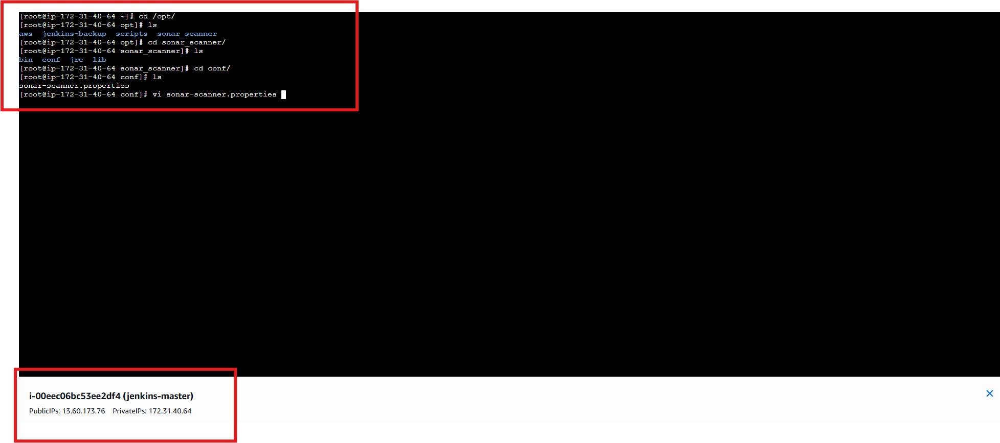 [root@ip-172-31-40-64 ~]# cd /opt/
[root@ip-172-31-40-64 opt]# ls
aws  jenkins-backup  scripts  sonar_scanner
[root@ip-172-31-40-64 opt]# cd sonar_scanner/
[root@ip-172-31-40-64 sonar_scanner]# ls
bin  conf  jre  lib
[root@ip-172-31-40-64 sonar_scanner]# cd conf/
[root@ip-172-31-40-64 conf]# ls
sonar-scanner.properties
[root@ip-172-31-40-64 conf]# vi sonar-scanner.properties
i-00eec06bc53ee2df4 (jenkins-master)
PublicIPs: 13.60.173.76  PrivateIPs: 172.31.40.64